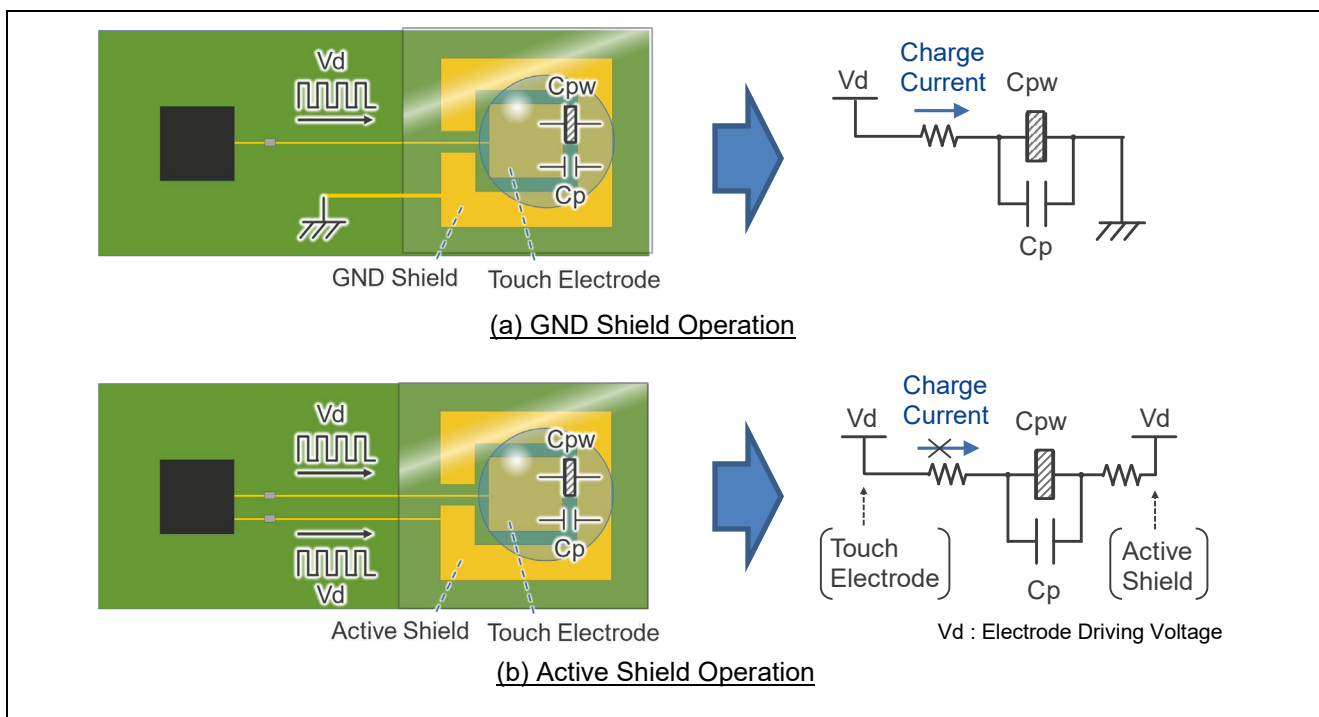 Vd
Cpw
Cp
GND Shield
Touch Electrode
Vd
Charge
Current
Cpw
Cp
(a) GND Shield Operation
Vd
Cpw
Cp
Vd
Active Shield
Touch Electrode
Charge
Current
Vd
Cpw
Vd
Touch
Electrode
Cp
Active
Shield
Vd : Electrode Driving Voltage
(b) Active Shield Operation